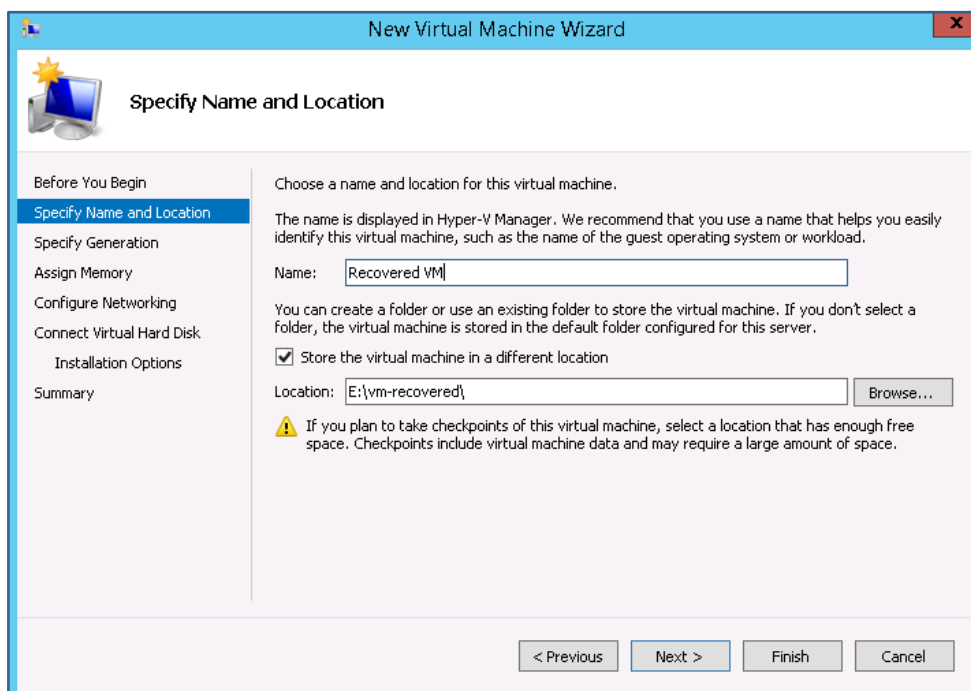 New Virtual Machine Wizard
X
Specify Name and Location
Before You Begin
Specify Name and Location
Specify Generation
Assign Memory
Configure Networking
Connect Virtual Hard Disk
Installation Options
Summary
Choose a name and location for this virtual machine.
The name is displayed in Hyper-V Manager. We recommend that you use a name that helps you easily
identify this virtual machine, such as the name of the guest operating system or workload.
Name: Recovered VM
You can create a folder or use an existing folder to store the virtual machine. If you don't select a
folder, the virtual machine is stored in the default folder configured for this server.
Store the virtual machine in a different location
Location: E:\vm-recovered\ Browse...
If you plan to take checkpoints of this virtual machine, select a location that has enough free
space. Checkpoints include virtual machine data and may require a large amount of space.
< Previous Next > Finish Cancel